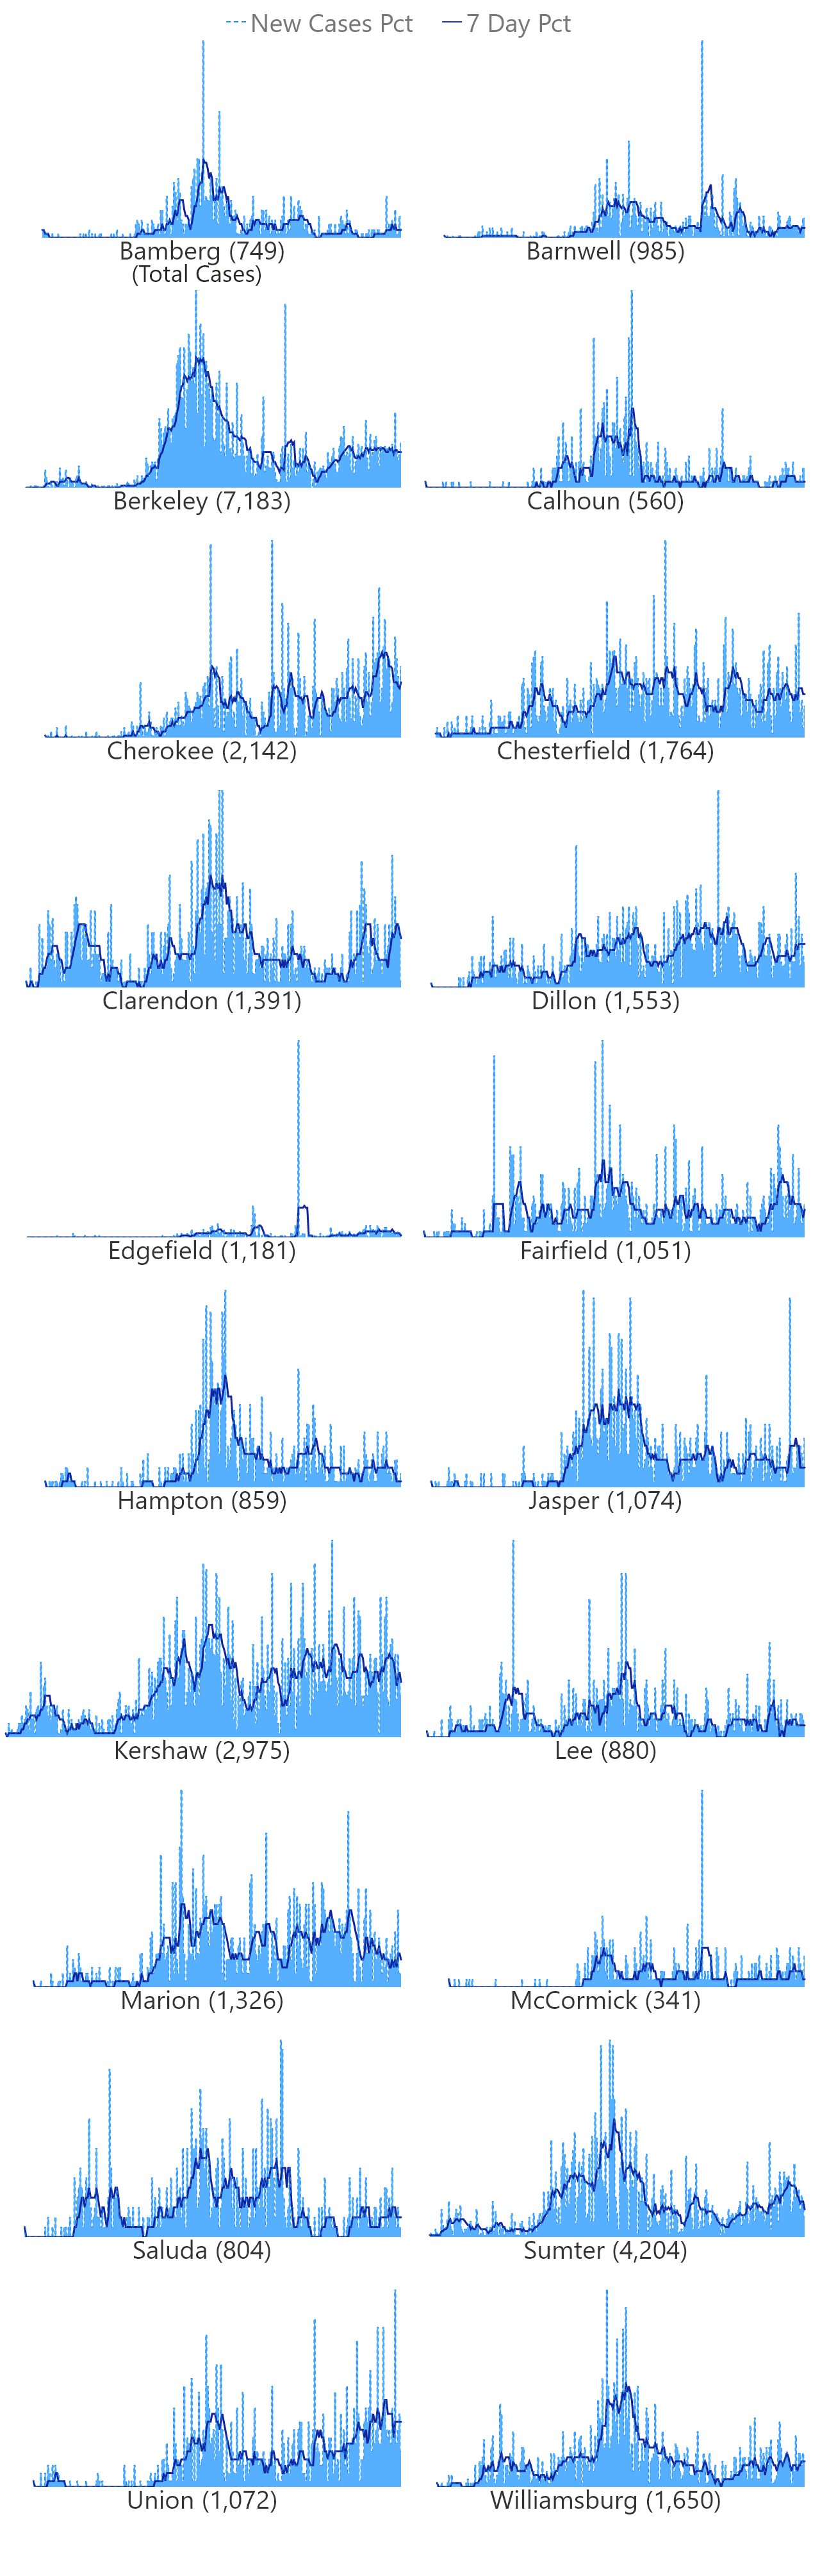 New Cases Pct 7 Day Pct
Bamberg (749) Barnwell (985)
(Total Cases)
Berkeley (7,183) Calhoun (560)
Cherokee (2,142) Chesterfield (1,764)
Clarendon (1,391) Dillon (1,553)
Edgefield (1,181) Fairfield (1,051)
Hampton (859) Jasper (1,074)
Kershaw (2,975) Lee (880)
Marion (1,326) McCormick (341)
Saluda (804) Sumter (4,204)
Union (1,072) Williamsburg (1,650)